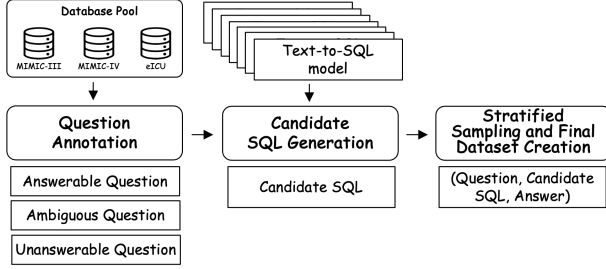 Database Pool
MIMIC-III MIMIC-IV eICU
Text-to-SQL
model
Question
Annotation
Candidate
SQL Generation
Stratified
Sampling and Final
Dataset Creation
Answerable Question
Ambiguous Question
Unanswerable Question
Candidate SQL
(Question, Candidate
SQL, Answer)